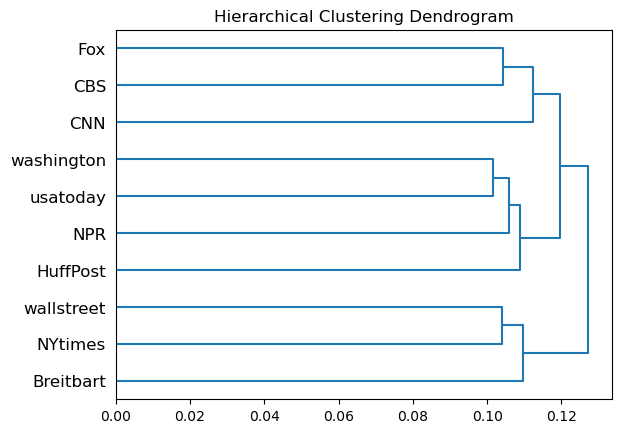 Hierarchical Clustering Dendrogram
Fox
CBS
CNN
washington
usatoday
NPR
HuffPost
wallstreet
NYtimes
Breitbart
0.00 0.02 0.04 0.06 0.08 0.10 0.12